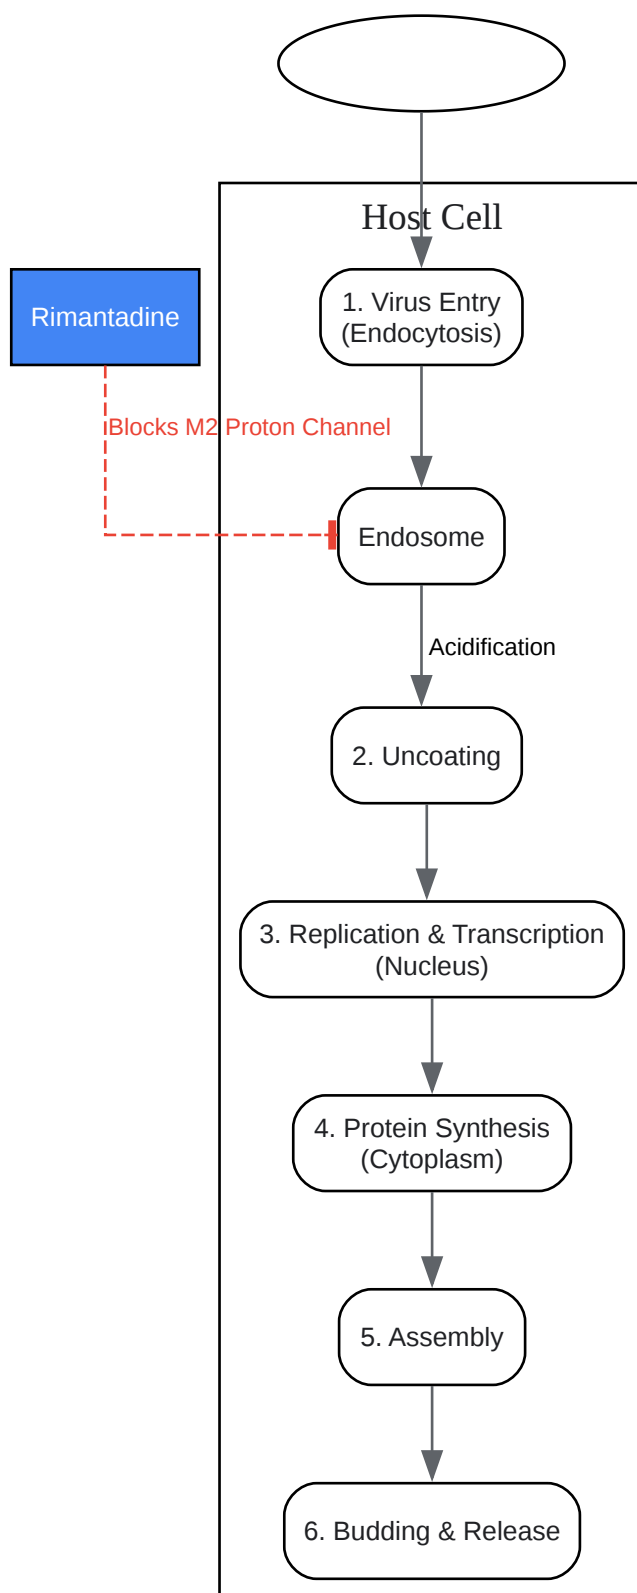 Host Cell
Rimantadine
1. Virus Entry
(Endocytosis)
Blocks M2 Proton Channel
Endosome
Acidification
2. Uncoating
3. Replication & Transcription
(Nucleus)
4. Protein Synthesis
(Cytoplasm)
5. Assembly
6. Budding & Release